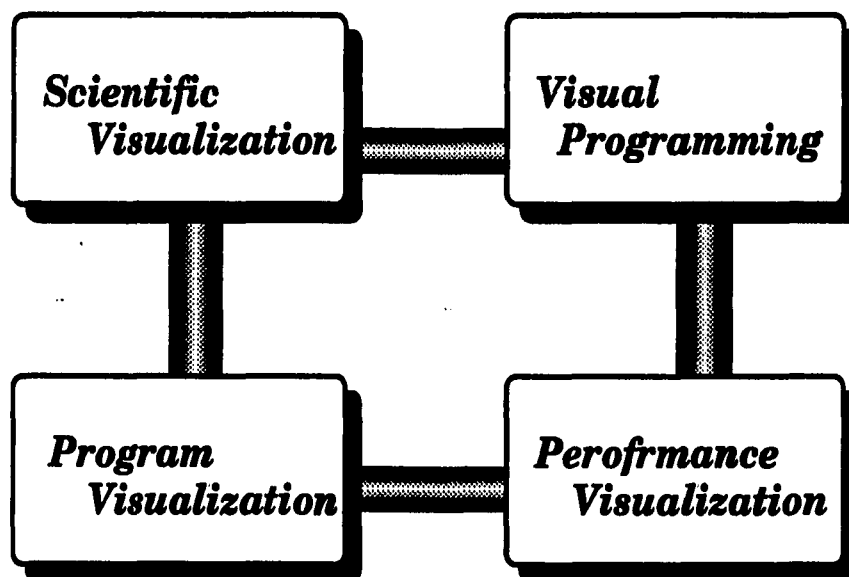 Scientific
Visualization
Visual
Programming
Program
Visualization
Perofrmance
Visualization